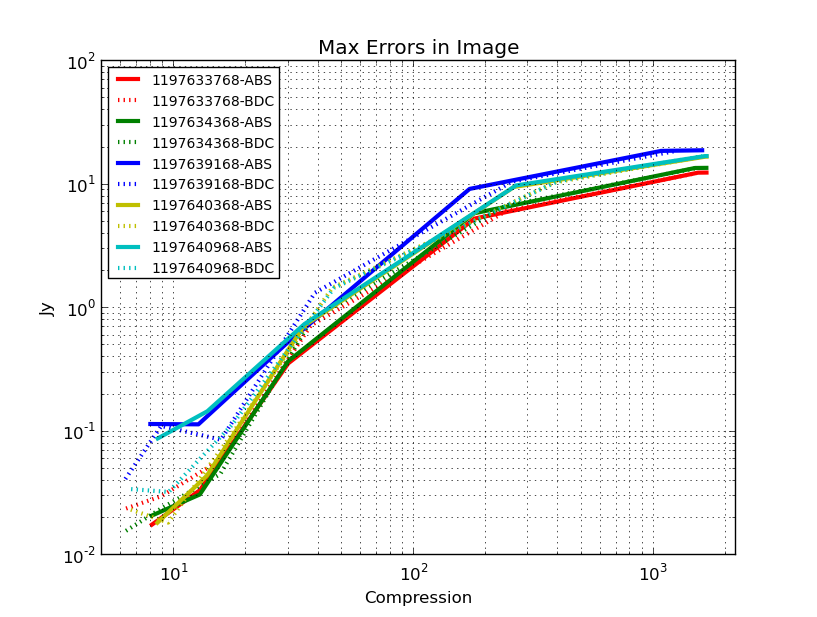 Max Errors in Image
10^2
10^1
10^0
10^-1
10^-2
Jy
1197633768-ABS
1197633768-BDC
1197634368-ABS
1197634368-BDC
1197639168-ABS
1197639168-BDC
1197640368-ABS
1197640368-BDC
1197640968-ABS
1197640968-BDC
10^1 10^2 10^3
Compression